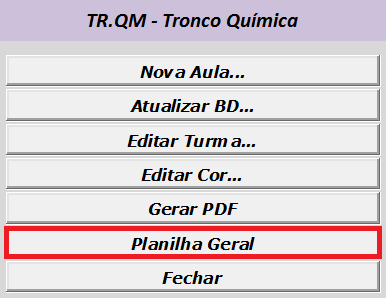 TR.QM - Tronco Química
Nova Aula...
Atualizar BD...
Editar Turma...
Editar Cor...
Gerar PDF
Planilha Geral
Fechar